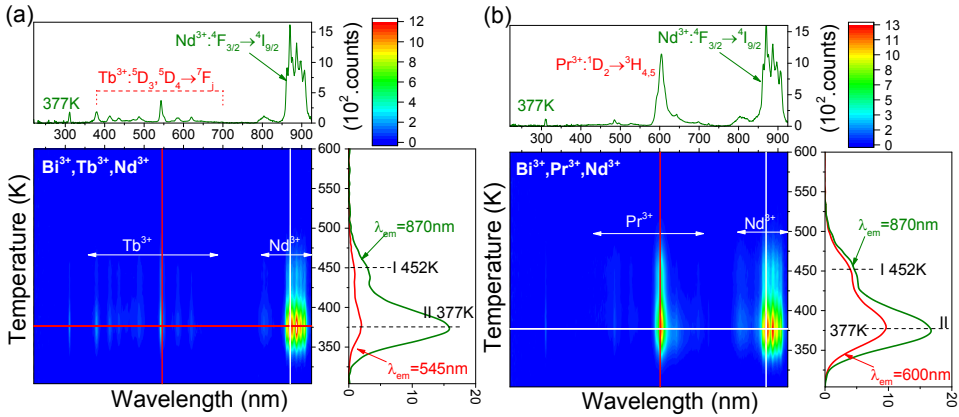 (a)
Nd³⁺:⁴F₃/₂→⁴I₉/₂
Tb³⁺:⁵D₃,⁵D₄→⁷Fⱼ
377K
15
10
5
0
300 400 500 600 700 800 900
(10².counts)
12
10
8
6
4
2
0
Bi³⁺,Tb³⁺,Nd³⁺
Tb³⁺
Nd³⁺
Temperature (K)
Wavelength (nm)
600
550
500
450
400
350
λem=870nm
I 452K
II 377K
λem=545nm
0 10 20
(b)
Nd³⁺:⁴F₃/₂→⁴I₉/₂
Pr³⁺:¹D₂→³H₄,₅
377K
15
10
5
0
300 400 500 600 700 800 900
(10².counts)
13
11
10
8
6
5
3
2
0
Bi³⁺,Pr³⁺,Nd³⁺
Pr³⁺
Nd³⁺
Temperature (K)
Wavelength (nm)
600
550
500
450
400
350
λem=870nm
I 452K
377K
II
λem=600nm
0 10 20